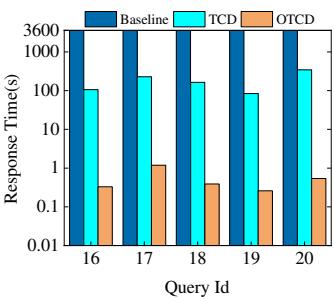 Baseline TCD OTCD
3600
1000
100
10
1
0.1
0.01
Response Time(s)
16 17 18 19 20
Query Id